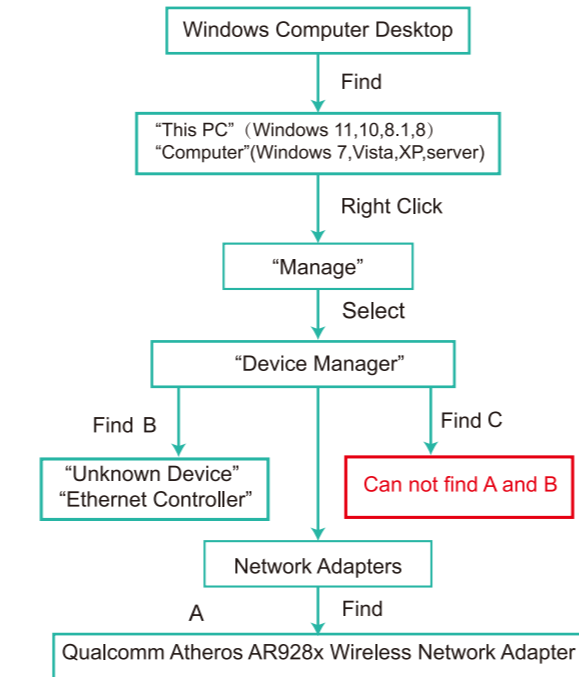 Windows Computer Desktop
Find
“This PC”（Windows 11,10,8.1,8）
“Computer”(Windows 7,Vista,XP,server)
Right Click
“Manage”
Select
“Device Manager”
Find B
Find C
“Unknown Device”
“Ethernet Controller”
Can not find A and B
Network Adapters
A
Find
Qualcomm Atheros AR928x Wireless Network Adapter